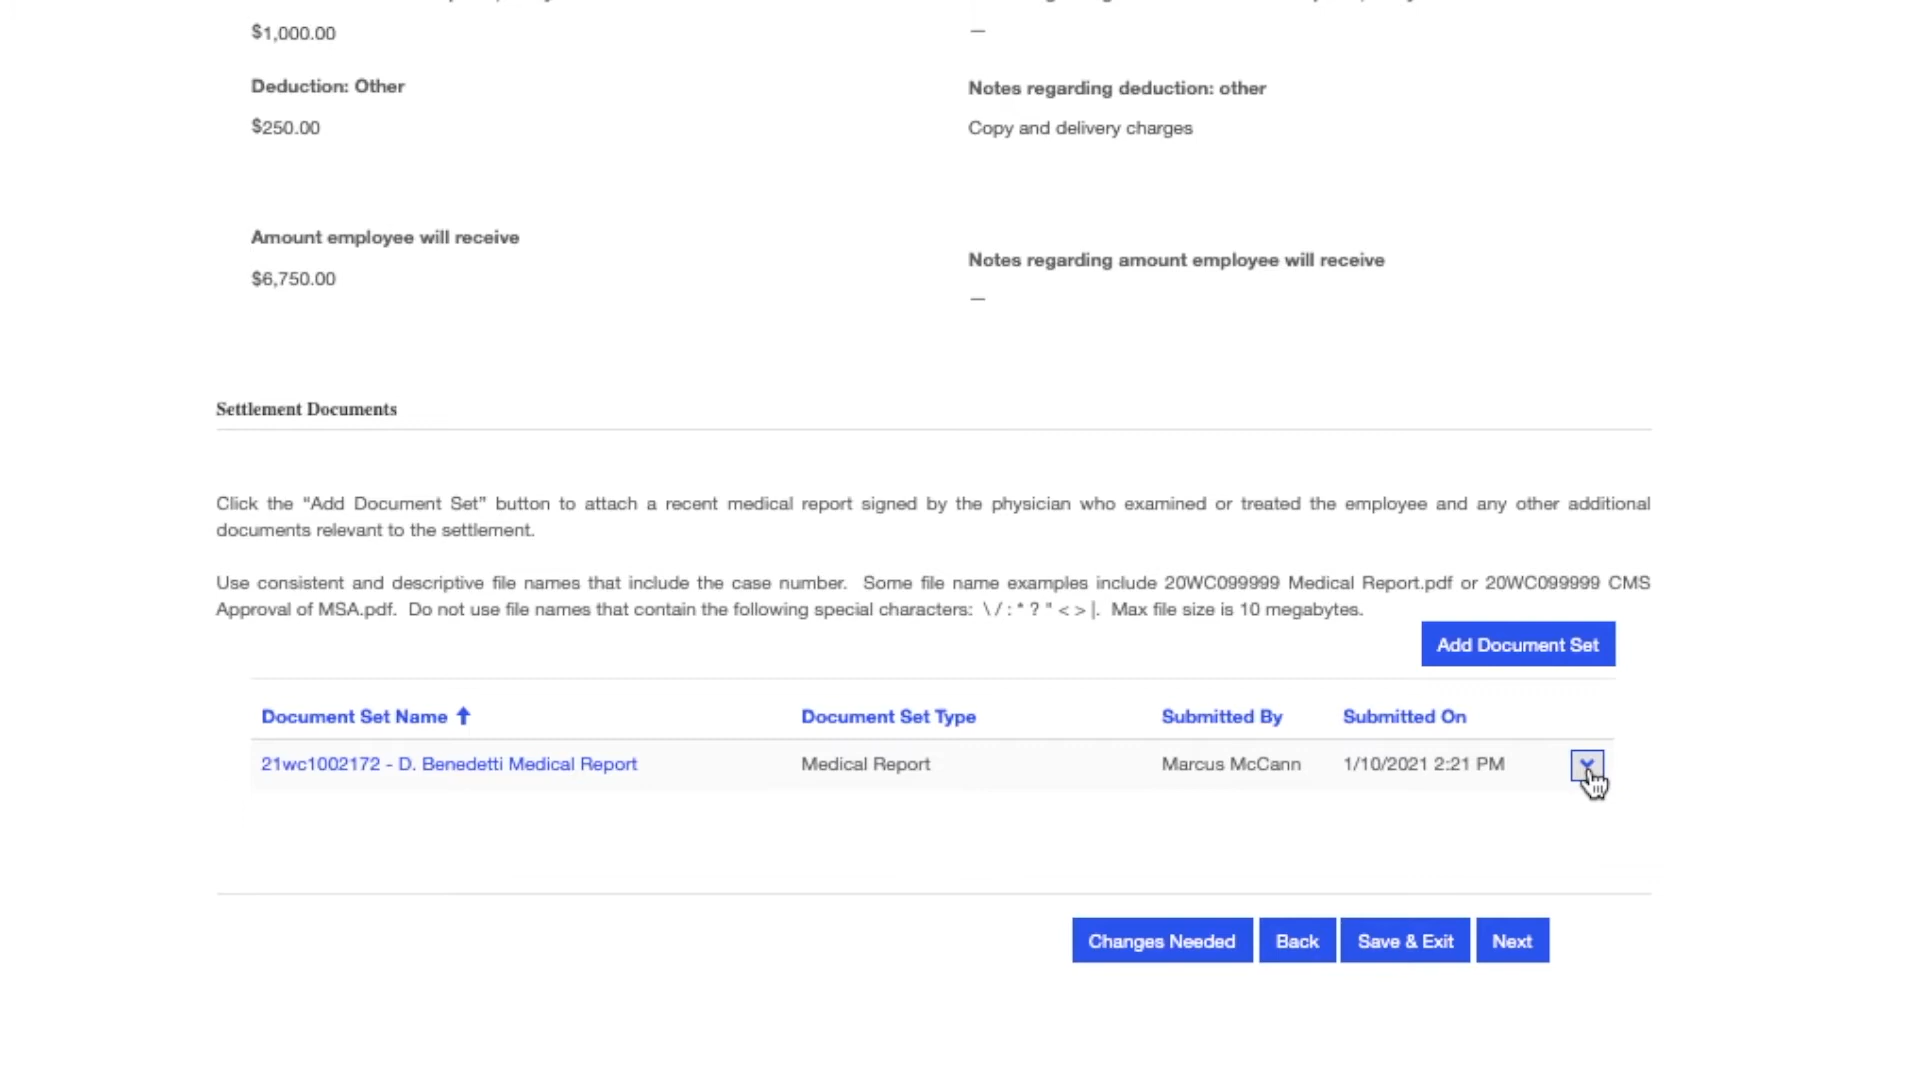 $1,000.00
—
Deduction: Other
Notes regarding deduction: other
$250.00
Copy and delivery charges
Amount employee will receive
Notes regarding amount employee will receive
$6,750.00
—
Settlement Documents
Click the “Add Document Set” button to attach a recent medical report signed by the physician who examined or treated the employee and any other additional
documents relevant to the settlement.
Use consistent and descriptive file names that include the case number. Some file name examples include 20WC099999 Medical Report.pdf or 20WC099999 CMS
Approval of MSA.pdf. Do not use file names that contain the following special characters: \ / : * ? " < > |. Max file size is 10 megabytes.
Add Document Set
Document Set Name Document Set Type Submitted By Submitted On
21wc1002172 - D. Benedetti Medical Report Medical Report Marcus McCann 1/10/2021 2:21 PM
Changes Needed Back Save & Exit Next